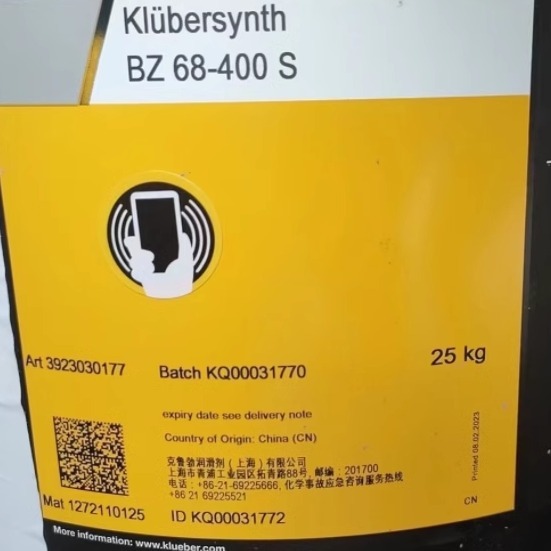 Klübersynth
BZ 68-400 S
Art 3923030177
Batch KQ00031770
25 kg
expiry date see delivery note
Country of Origin: China (CN)
克鲁勃润滑剂（上海）有限公司
上海市青浦工业园区拓青路88号, 邮编：201700
电话：+86-21-69225666, 化学事故应急咨询服务热线
+86 21 69225521
Mat 1272110125
ID KQ00031772
CN
Printed 08.02.2023
More information: www.klueber.com